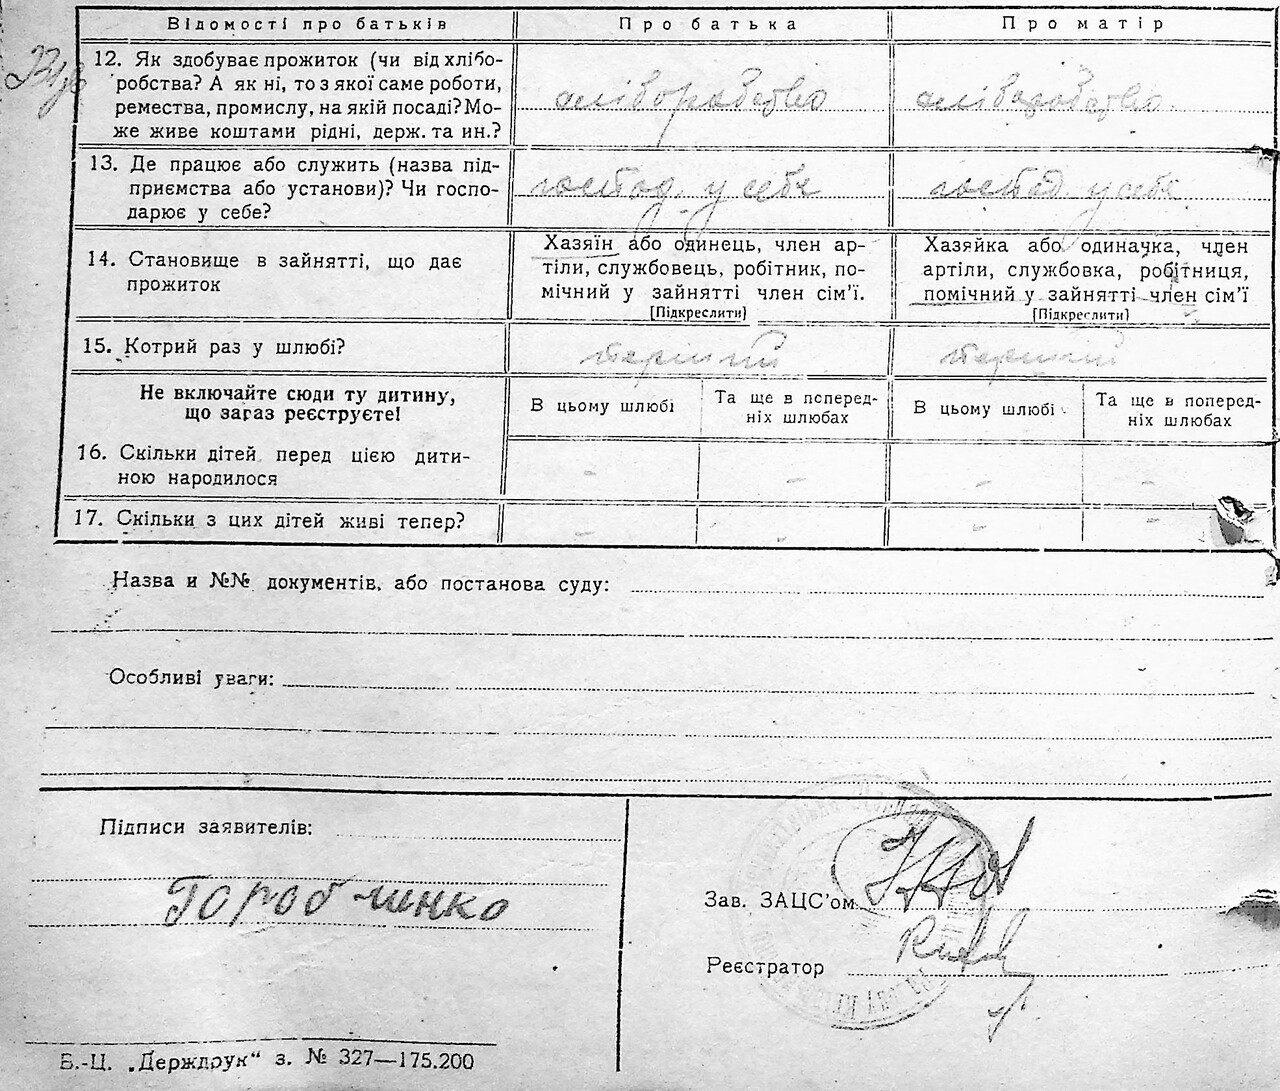 Відомості про батьків Про батька Про матір
12. Як здобуває прожиток (чи від хлібо-
робства? А як ні, то з якої саме роботи,
ремества, промислу, на якій посаді? Мо-
же живе коштами рідні, держ. та ин.?
хліборобство хліборобство
13. Де працює або служить (назва під-
приємства або установи)? Чи госпо-
дарює у себе?
господ. у себе господ. у себе
14. Становище в зайнятті, що дає
прожиток
Хазяїн або одинець, член ар-
тіли, службовець, робітник, по-
мічний у зайнятті член сім'ї.
[Підкреслити]
Хазяйка або одиначка, член
артіли, службовка, робітниця,
помічний у зайнятті член сім'ї
[Підкреслити]
15. Котрий раз у шлюбі?
перший перший
Не включайте сюди ту дитину,
що зараз реєструєте!
В цьому шлюбі
Та ще в поперед-
ніх шлюбах
В цьому шлюбі
Та ще в поперед-
ніх шлюбах
16. Скільки дітей перед цією дити-
ною народилося
- - - -
17. Скільки з цих дітей живі тепер?
- - - -
Назва и №№ документів, або постанова суду:
Особливі уваги:
Підписи заявителів:
Горобченко
Зав. ЗАЦС'ом
Реєстратор
Б.-Ц. „Держдрук“ з. № 327—175.200